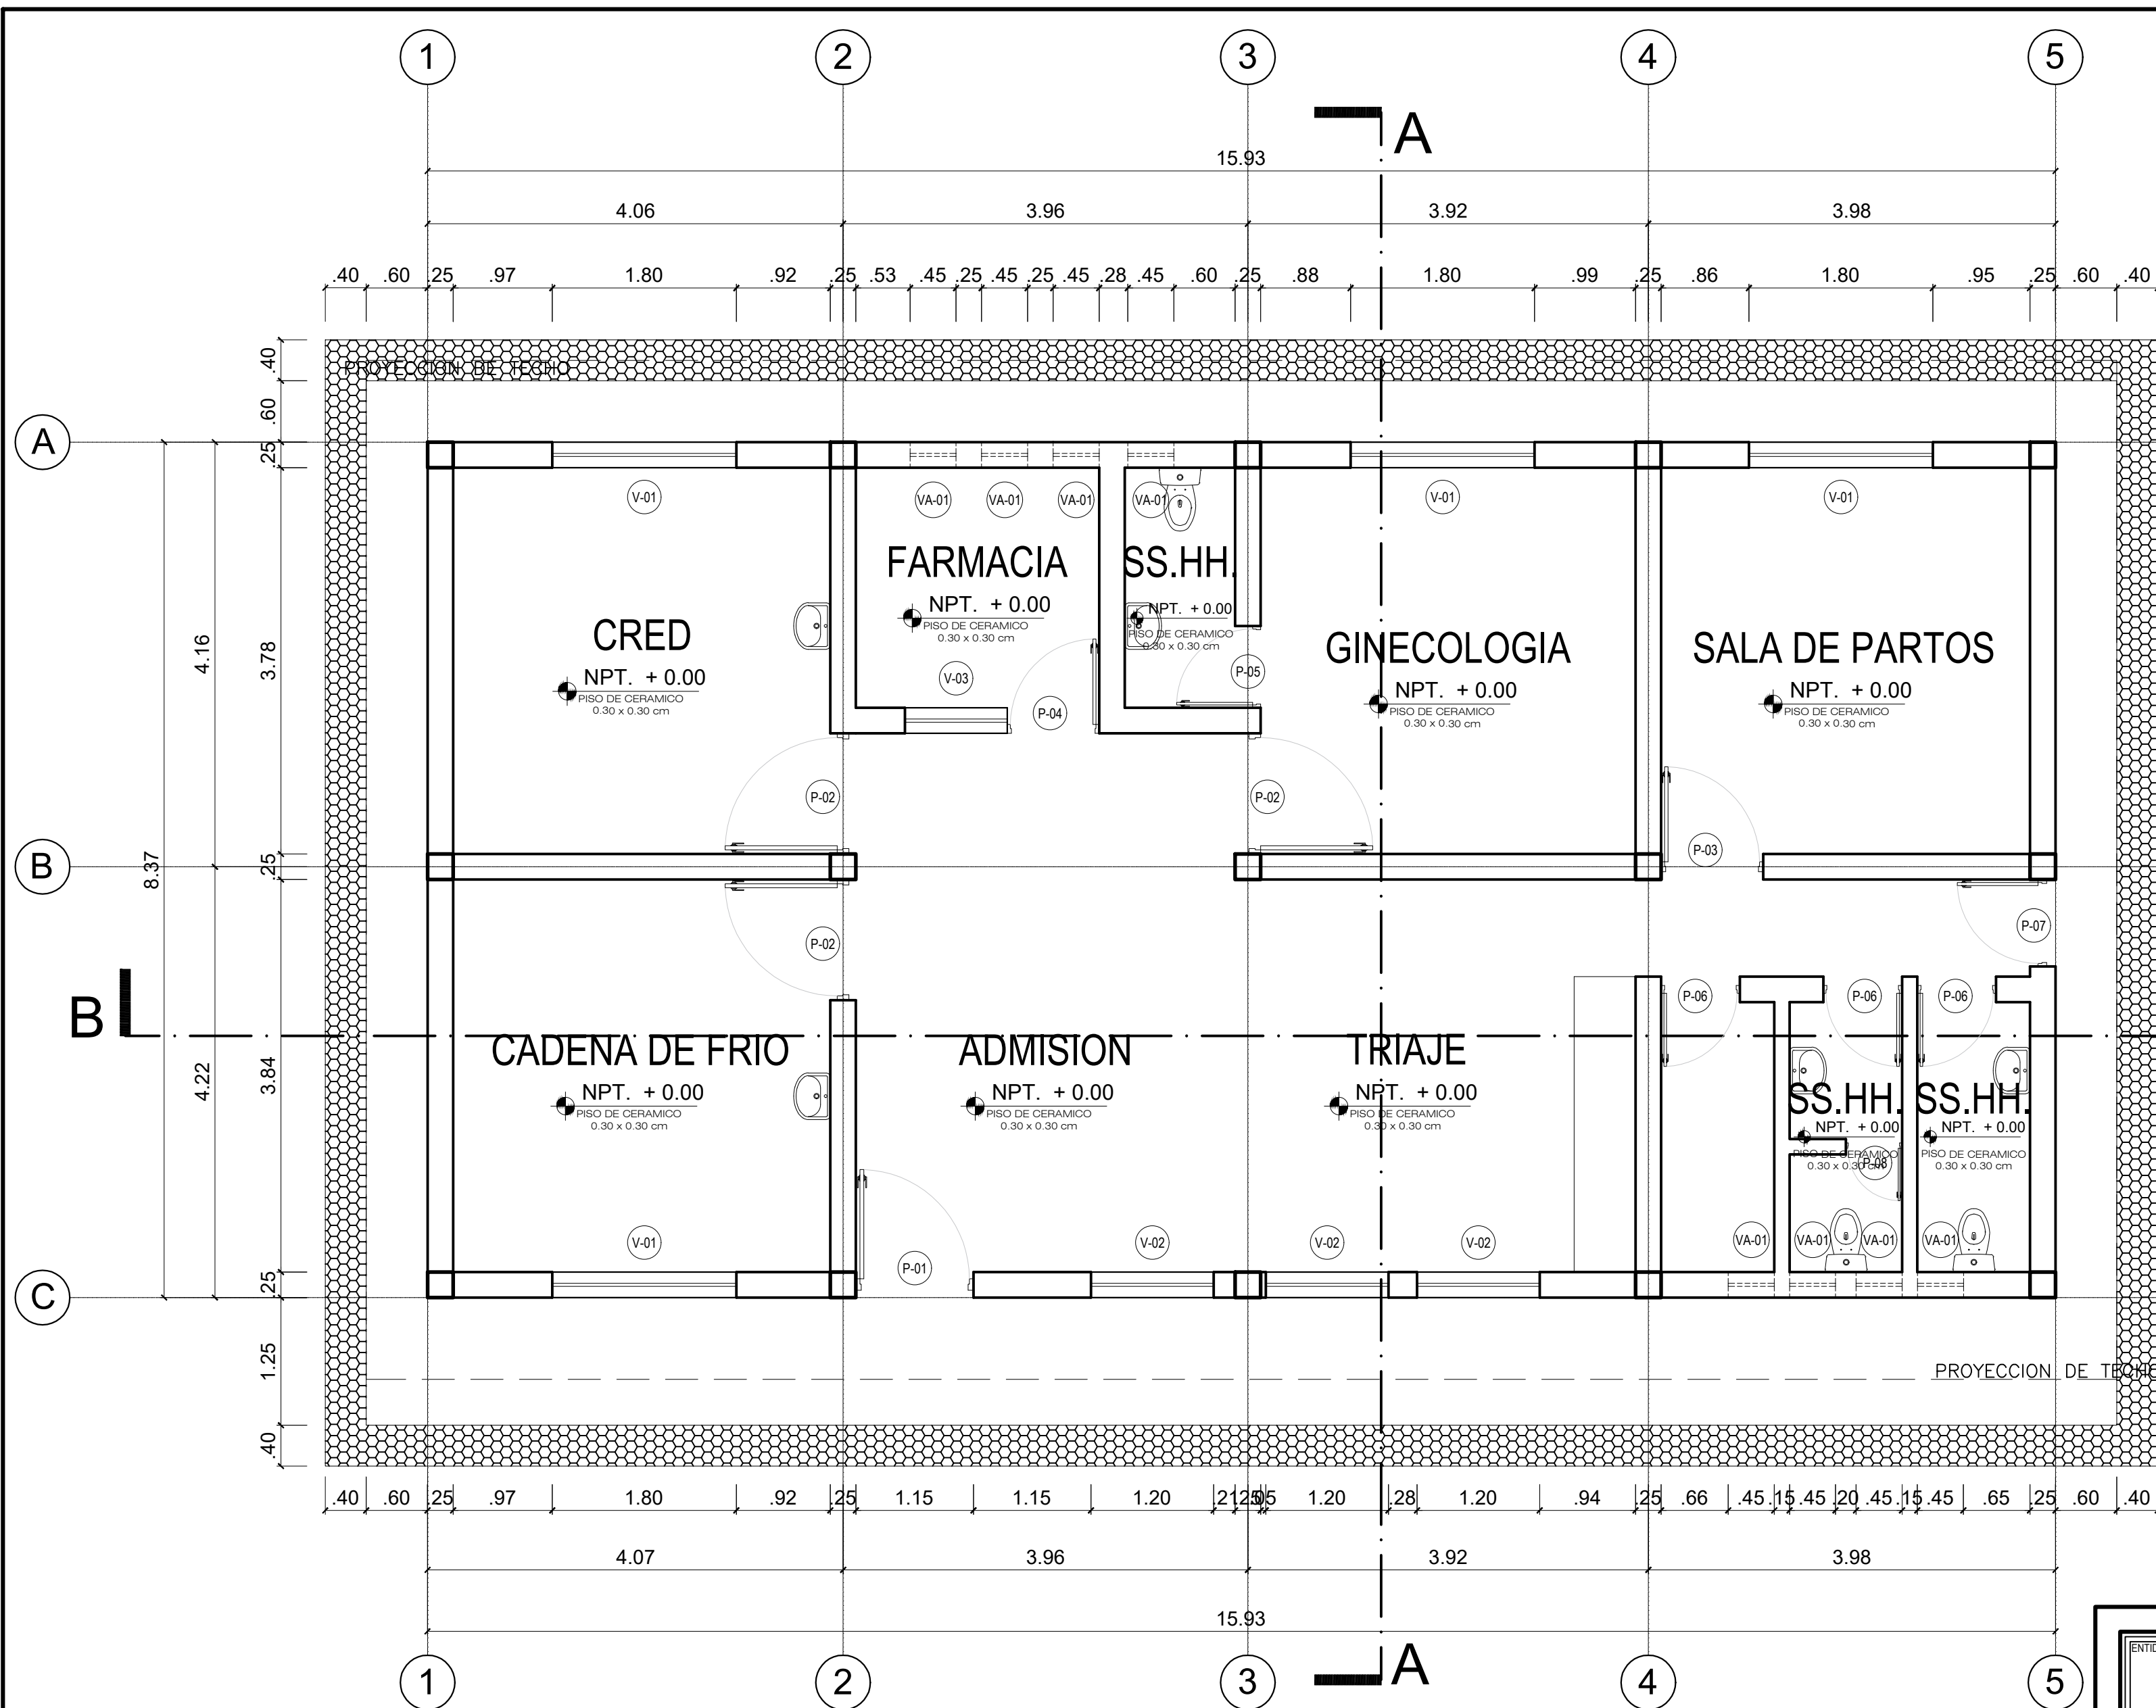 1 2 3 4 5
A
15.93
4.06 3.96 3.92 3.98
.40 .60 .25 .97 1.80 .92 .25 .53 .45 .25 .45 .25 .45 .28 .45 .60 .25 .88 1.80 .99 .25 .86 1.80 .95 .25 .60 .40
.40
PROYECCION DE TECHO
.60
A
.25
V-01 VA-01 VA-01 VA-01 VA-01 V-01 V-01
FARMACIA SS.HH.
NPT. + 0.00 NPT. + 0.00
PISO DE CERAMICO PISO DE CERAMICO
0.30 x 0.30 cm 0.30 x 0.30 cm
CRED GINECOLOGIA SALA DE PARTOS
4.16 3.78
NPT. + 0.00 V-03 P-05 NPT. + 0.00 NPT. + 0.00
PISO DE CERAMICO P-04 PISO DE CERAMICO PISO DE CERAMICO
0.30 x 0.30 cm 0.30 x 0.30 cm 0.30 x 0.30 cm
P-02 P-02
P-03
B
8.37 .25
P-07
P-02
P-06 P-06 P-06
B
CADENA DE FRIO ADMISION TRIAJE
4.22 3.84
NPT. + 0.00 NPT. + 0.00 NPT. + 0.00 SS.HH. SS.HH.
PISO DE CERAMICO PISO DE CERAMICO PISO DE CERAMICO NPT. + 0.00 NPT. + 0.00
0.30 x 0.30 cm 0.30 x 0.30 cm 0.30 x 0.30 cm PISO DE CERAMICO PISO DE CERAMICO
0.30 x 0.30 cm 0.30 x 0.30 cm
P-08
V-01 V-02 V-02 V-02 VA-01 VA-01 VA-01 VA-01
P-01
C
.25
1.25
PROYECCION DE TECHO
.40
.40 .60 .25 .97 1.80 .92 .25 1.15 1.15 1.20 .21 .25 .05 1.20 .28 1.20 .94 .25 .66 .45 .15 .45 .20 .45 .15 .45 .65 .25 .60 .40
4.07 3.96 3.92 3.98
15.93
A
1 2 3 4 5